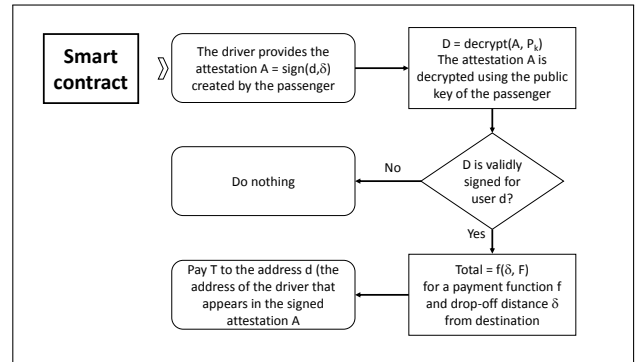 Smart
contract
The driver provides the
attestation A = sign(d,δ)
created by the passenger
D = decrypt(A, Pk)
The attestation A is
decrypted using the public
key of the passenger
D is validly
signed for
user d?
No
Do nothing
Yes
Total = f(δ, F)
for a payment function f
and drop-off distance δ
from destination
Pay T to the address d (the
address of the driver that
appears in the signed
attestation A